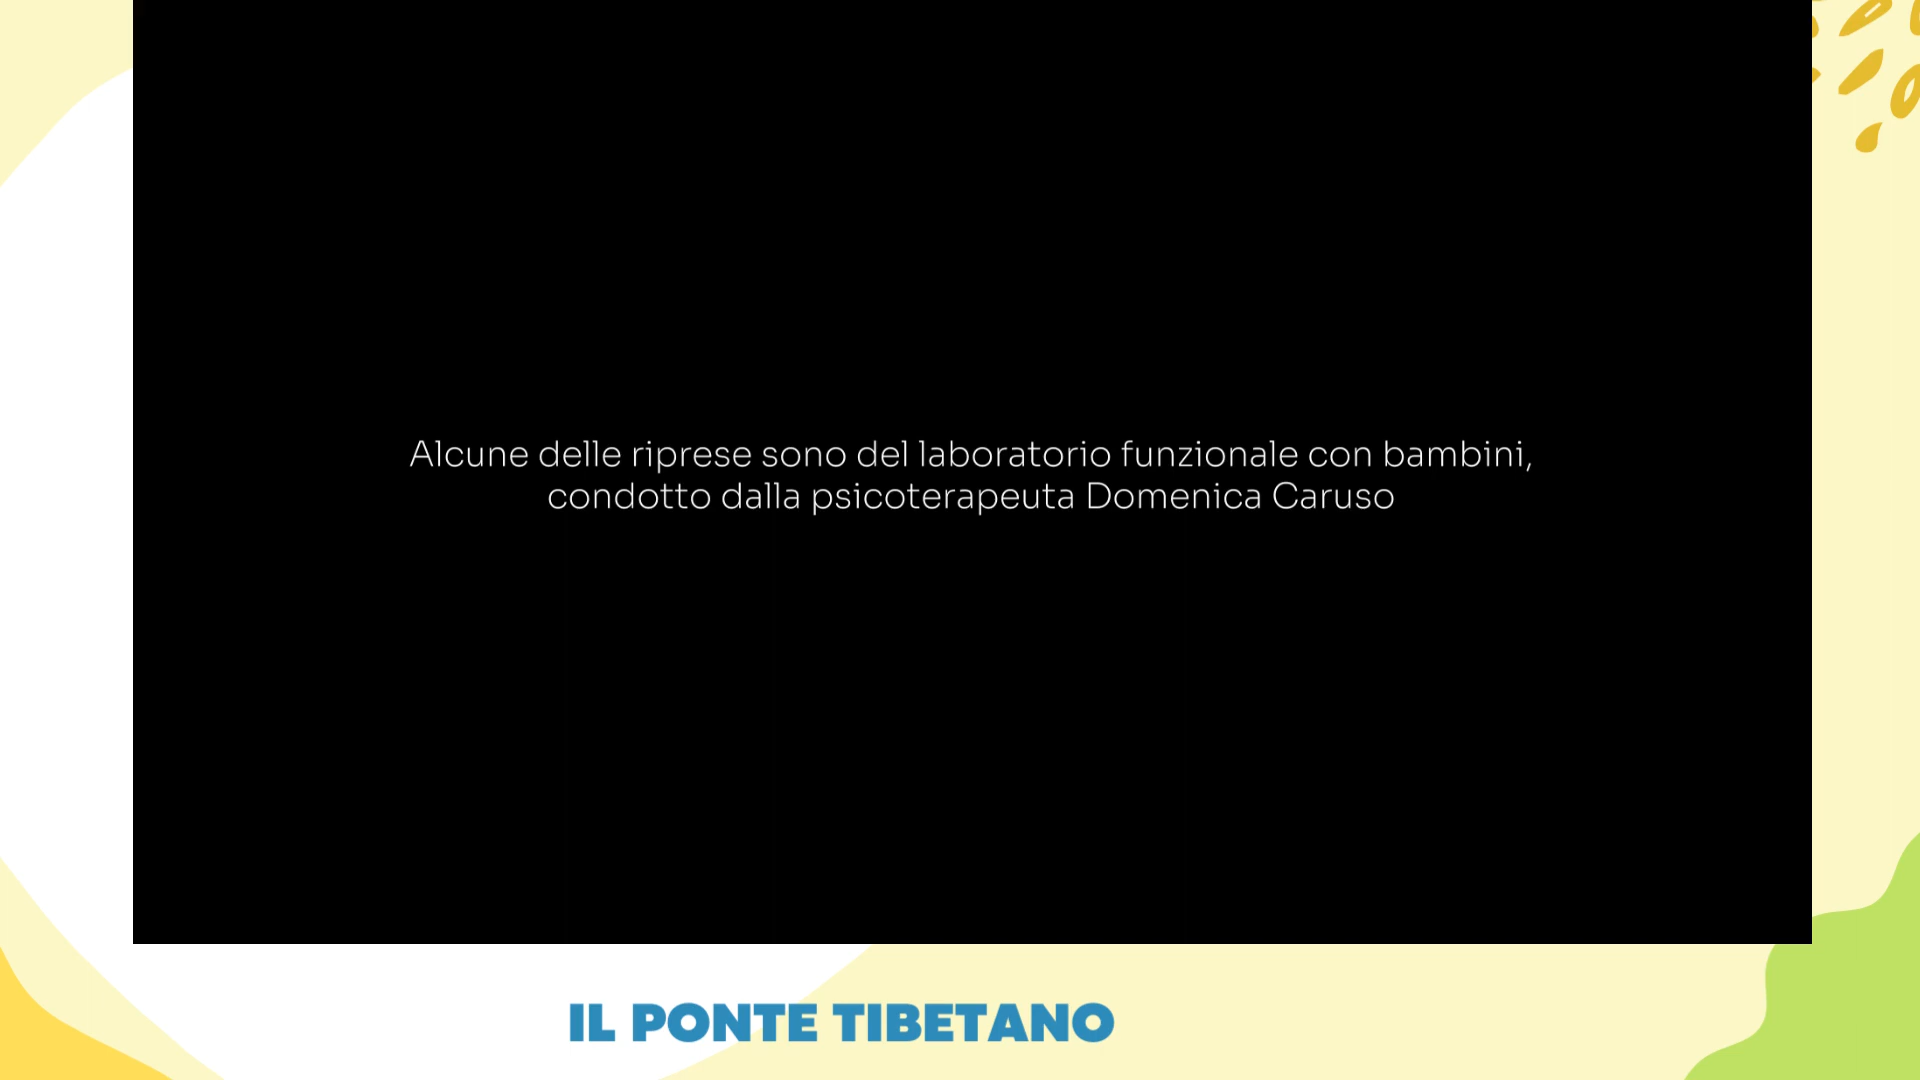 Alcune delle riprese sono del laboratorio funzionale con bambini,
condotto dalla psicoterapeuta Domenica Caruso
IL PONTE TIBETANO